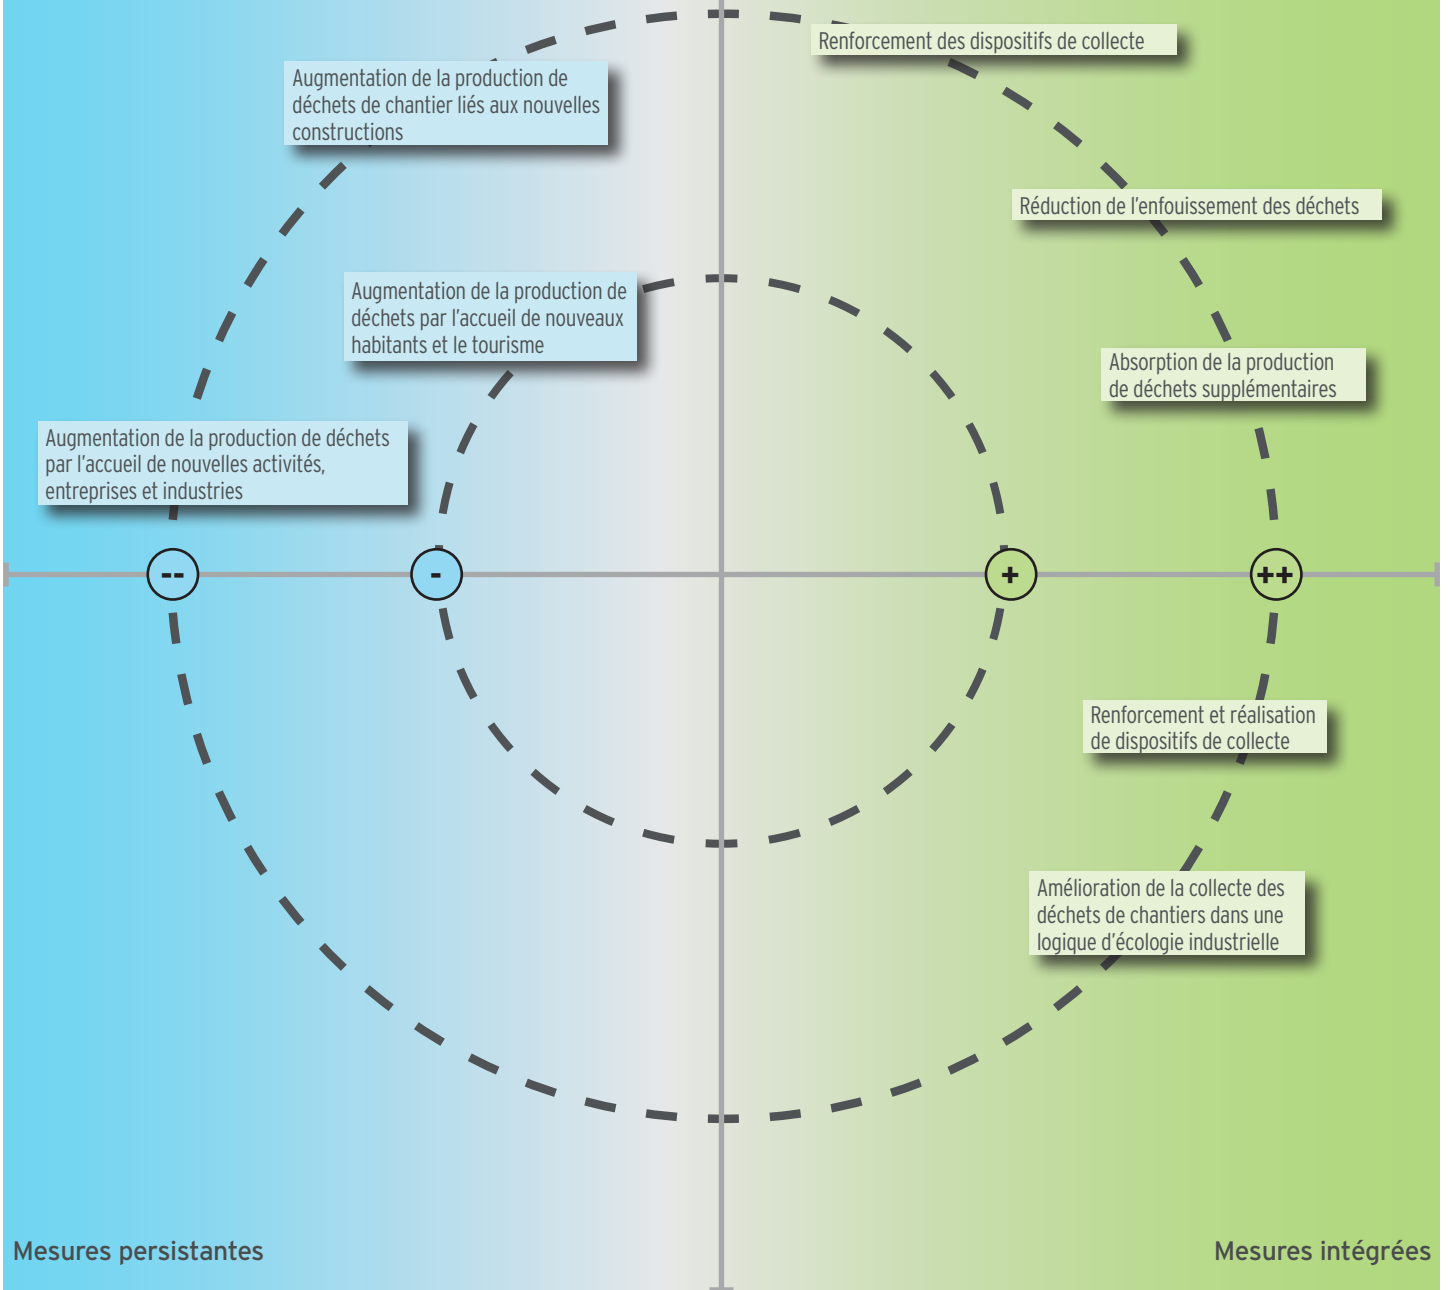 Renforcement des dispositifs de collecte
Augmentation de la production de
déchets de chantier liés aux nouvelles
constructions
Réduction de l'enfouissement des déchets
Augmentation de la production de
déchets par l'accueil de nouveaux
habitants et le tourisme
Absorption de la production
de déchets supplémentaires
Augmentation de la production de déchets
par l'accueil de nouvelles activités,
entreprises et industries
-- - + ++
Renforcement et réalisation
de dispositifs de collecte
Amélioration de la collecte des
déchets de chantiers dans une
logique d'écologie industrielle
Mesures persistantes
Mesures intégrées